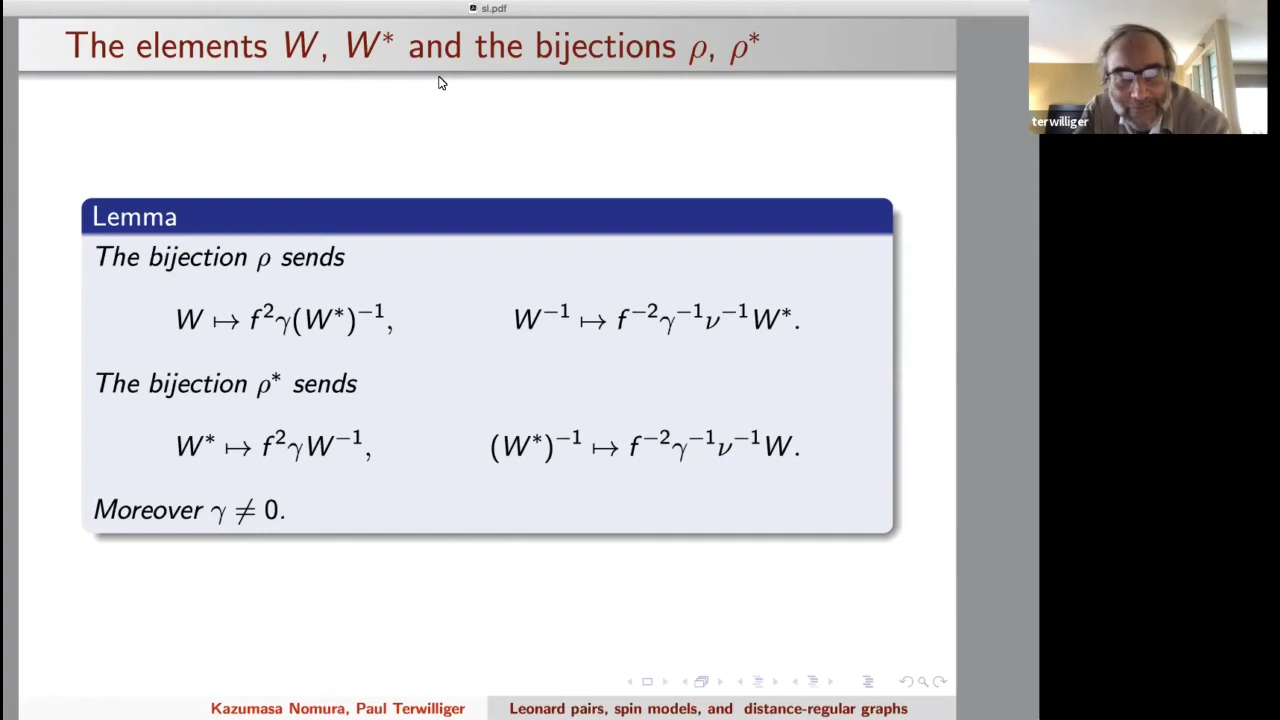 sl.pdf
The elements W, W* and the bijections ρ, ρ*
terwilliger
Lemma
The bijection ρ sends
W ↦ f²γ(W*)⁻¹, W⁻¹ ↦ f⁻²γ⁻¹ν⁻¹W*.
The bijection ρ* sends
W* ↦ f²γW⁻¹, (W*)⁻¹ ↦ f⁻²γ⁻¹ν⁻¹W.
Moreover γ ≠ 0.
Kazumasa Nomura, Paul Terwilliger Leonard pairs, spin models, and distance-regular graphs